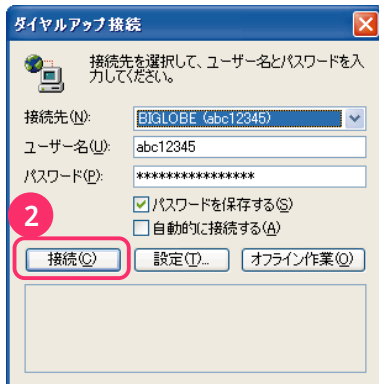 ダイヤルアップ接続
接続先を選択して、ユーザー名とパスワードを入
力してください。
接続先(N): BIGLOBE (abc12345)
ユーザー名(U): abc12345
パスワード(P): ****************
パスワードを保存する(S)
自動的に接続する(A)
2
接続(C) 設定(T)... オフライン作業(O)